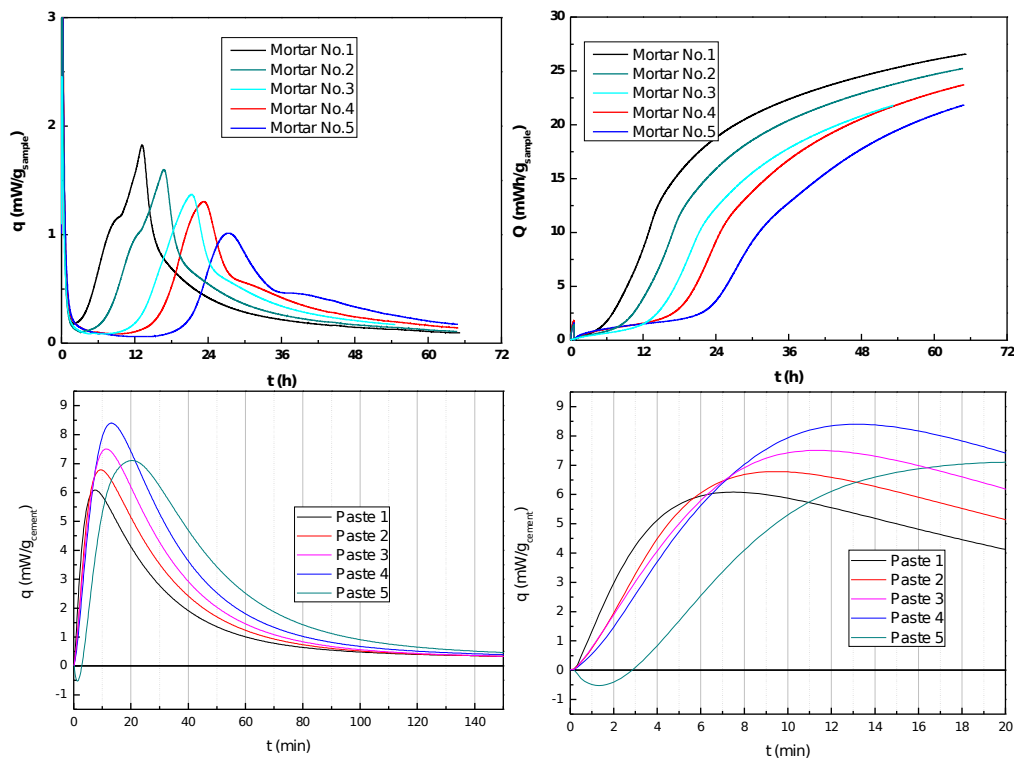 3
2
1
0
q (mW/g_sample)
Mortar No.1
Mortar No.2
Mortar No.3
Mortar No.4
Mortar No.5
0 12 24 36 48 60 72
t (h)
30
25
20
15
10
5
0
Q (mWh/g_sample)
Mortar No.1
Mortar No.2
Mortar No.3
Mortar No.4
Mortar No.5
0 12 24 36 48 60 72
t (h)
9
8
7
6
5
4
3
2
1
0
-1
q (mW/g_cement)
Paste 1
Paste 2
Paste 3
Paste 4
Paste 5
0 20 40 60 80 100 120 140
t (min)
9
8
7
6
5
4
3
2
1
0
-1
q (mW/g_cement)
Paste 1
Paste 2
Paste 3
Paste 4
Paste 5
0 2 4 6 8 10 12 14 16 18 20
t (min)